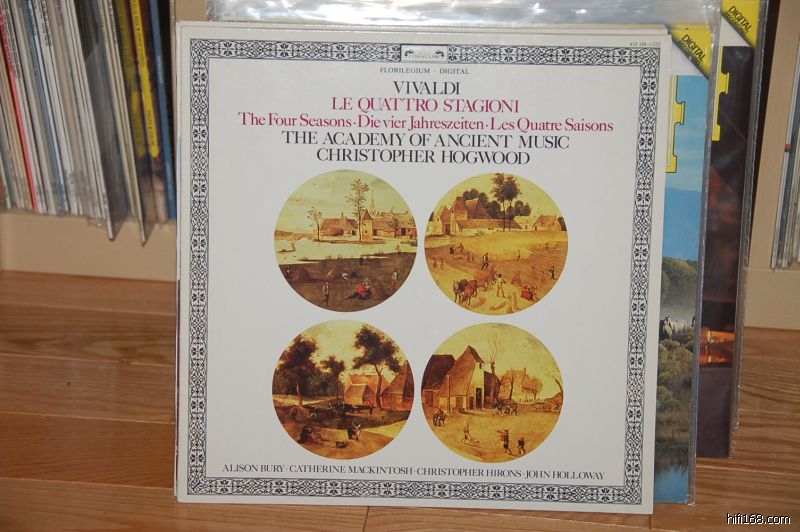 FLORILEGIUM · DIGITAL
VIVALDI
LE QUATTRO STAGIONI
The Four Seasons · Die vier Jahreszeiten · Les Quatre Saisons
THE ACADEMY OF ANCIENT MUSIC
CHRISTOPHER HOGWOOD
ALISON BURY · CATHERINE MACKINTOSH · CHRISTOPHER HIRONS · JOHN HOLLOWAY
DIGITAL
DIGITAL
hifi168.com